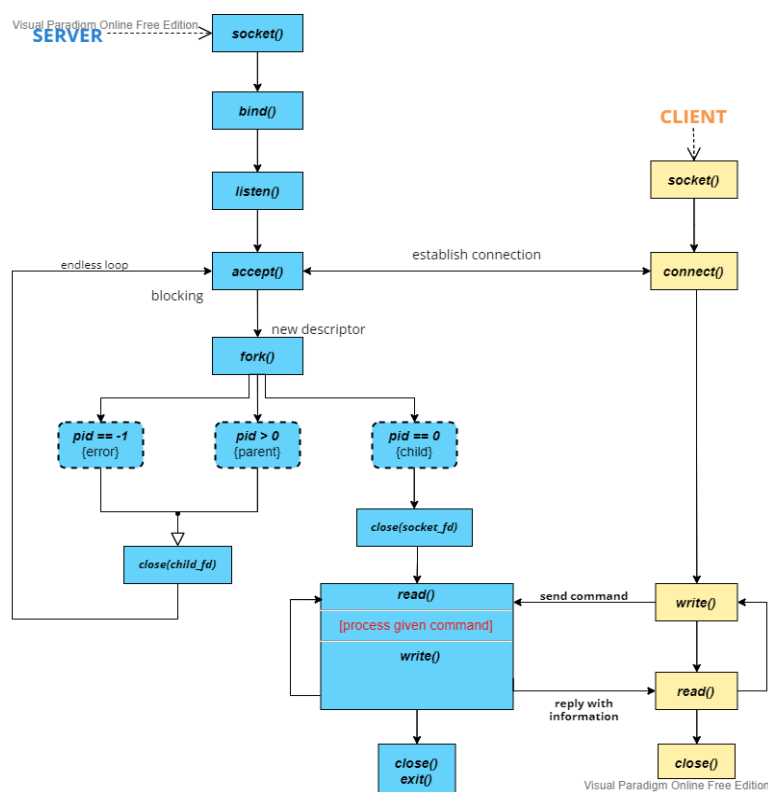 Visual Paradigm Online Free Edition
SERVER
socket()
bind()
CLIENT
listen()
socket()
endless loop
accept()
establish connection
connect()
blocking
new descriptor
fork()
pid == -1
{error}
pid > 0
{parent}
pid == 0
{child}
close(socket_fd)
close(child_fd)
read()
send command
write()
[process given command]
write()
reply with
information
read()
close()
exit()
close()
Visual Paradigm Online Free Edition